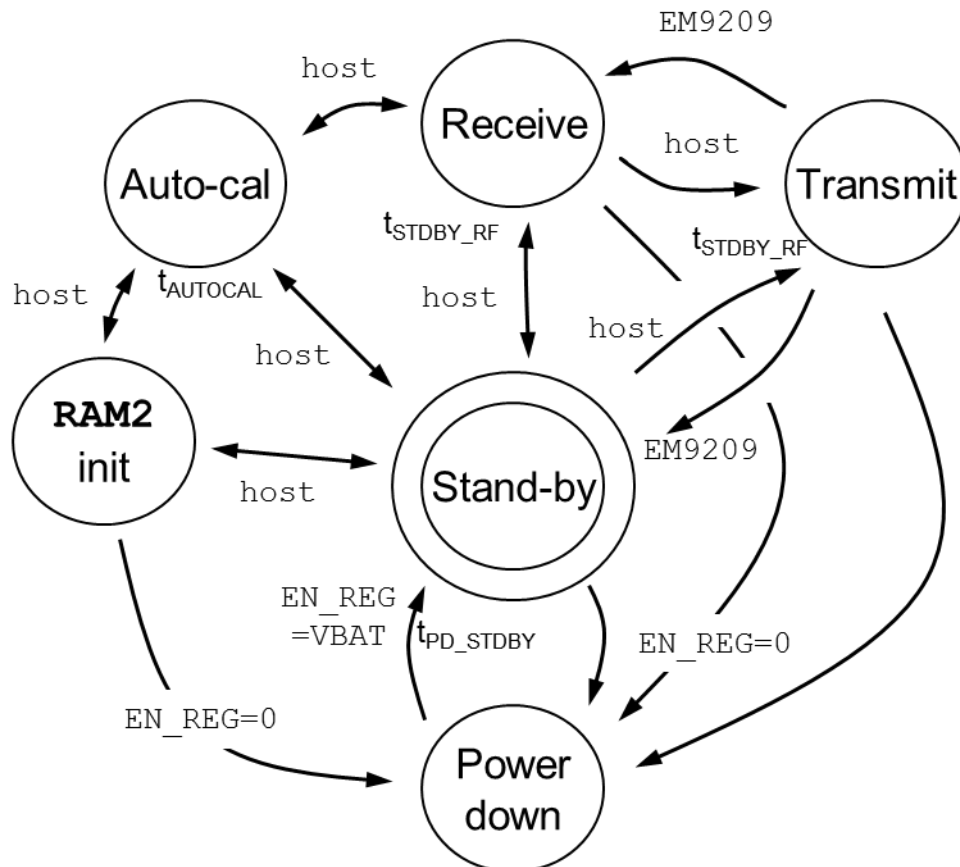 EM9209
host
Receive
host
Auto-cal
Transmit
tSTDBY_RF
tSTDBY_RF
host
tAUTOCAL
host
host
host
RAM2
init
EM9209
Stand-by
host
EN_REG
=VBAT
tPD_STDBY
EN_REG=0
EN_REG=0
Power
down